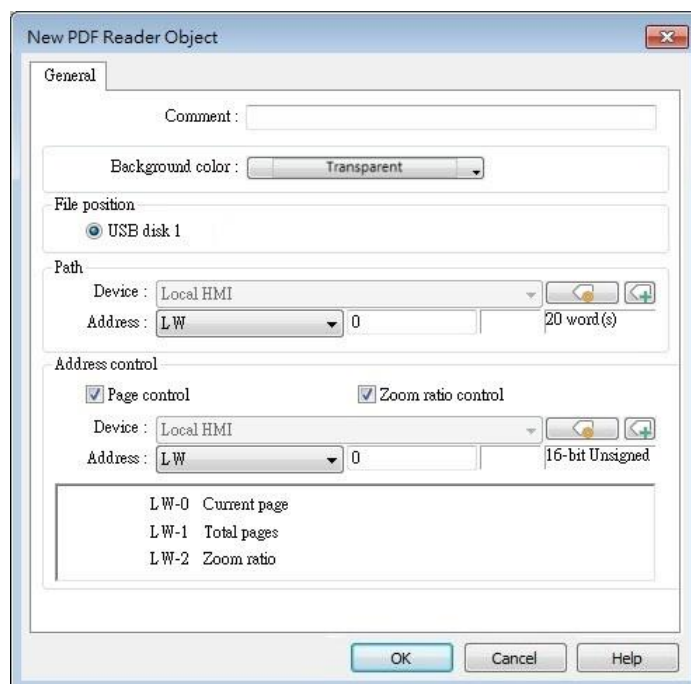 New PDF Reader Object
General
Comment :
Background color : Transparent
File position
USB disk 1
Path
Device : Local HMI
Address : LW 0 20 word(s)
Address control
Page control Zoom ratio control
Device : Local HMI
Address : LW 0 16-bit Unsigned
LW-0 Current page
LW-1 Total pages
LW-2 Zoom ratio
OK Cancel Help